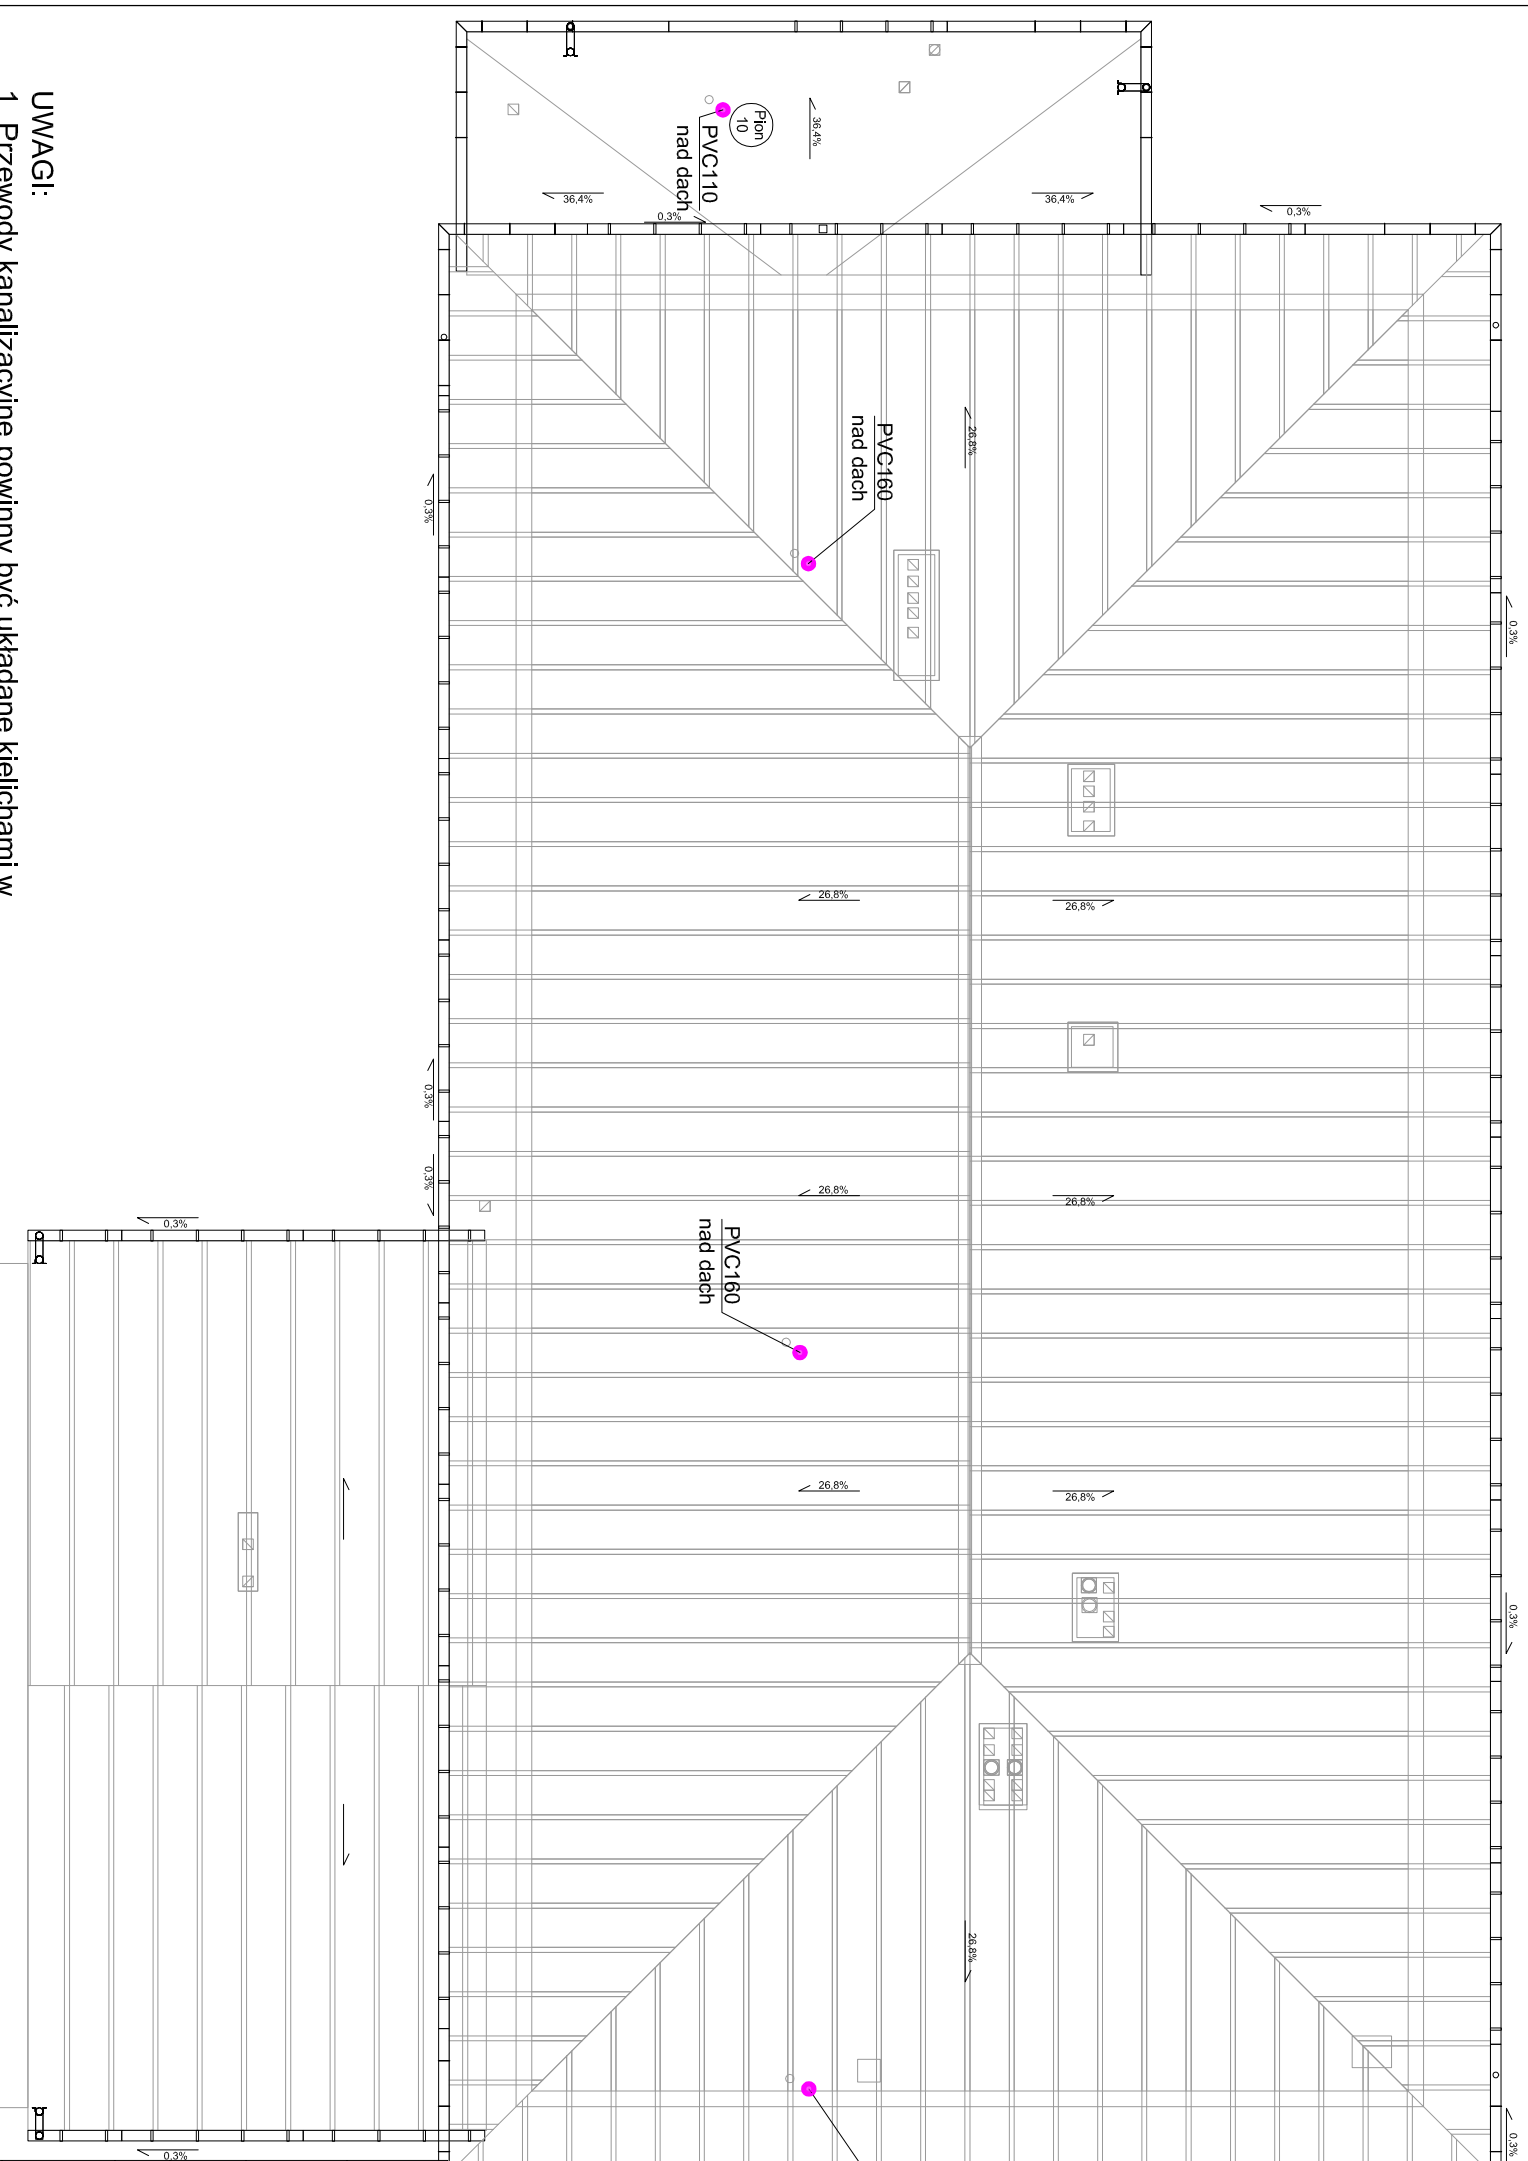 Pion
10
PVC110
nad dach
36,4%
36,4%
36,4%
0,3%
0,3%
PVC160
nad dach
26,8%
0,3%
0,3%
26,8%
26,8%
0,3%
0,3%
26,8%
26,8%
0,3%
PVC160
nad dach
26,8%
26,8%
0,3%
26,8%
0,3%
0,3%
UWAGI:
1. Przewody kanalizacyjne powinny być układane kielichami w